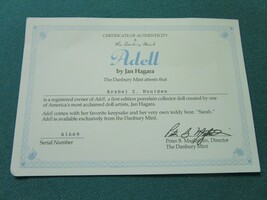 CERTIFICATE OF AUTHENTICITY
The Danbury Mint
Adell
by Jan Hagara
The Danbury Mint attests that
is a registered owner of Adell, a first edition porcelain collector doll created by one
of America's most acclaimed doll artists, Jan Hagara.
Adell comes with her favorite keepsake and her very own teddy bear, "Sarah."
Adell is available exclusively from the Danbury Mint.
Serial Number
Peter B. Director
The Danbury Mint